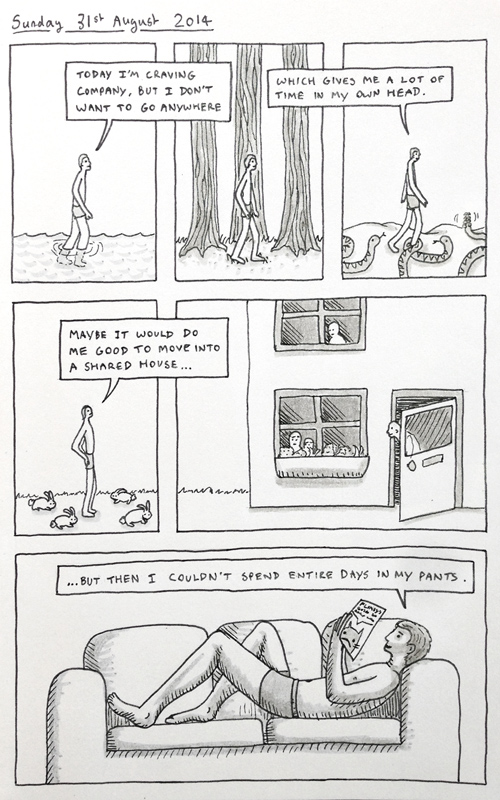 Sunday 31st August 2014
TODAY I'M CRAVING
COMPANY, BUT I DON'T
WANT TO GO ANYWHERE
WHICH GIVES ME A LOT OF
TIME IN MY OWN HEAD.
MAYBE IT WOULD DO
ME GOOD TO MOVE INTO
A SHARED HOUSE...
...BUT THEN I COULDN'T SPEND ENTIRE DAYS IN MY PANTS.